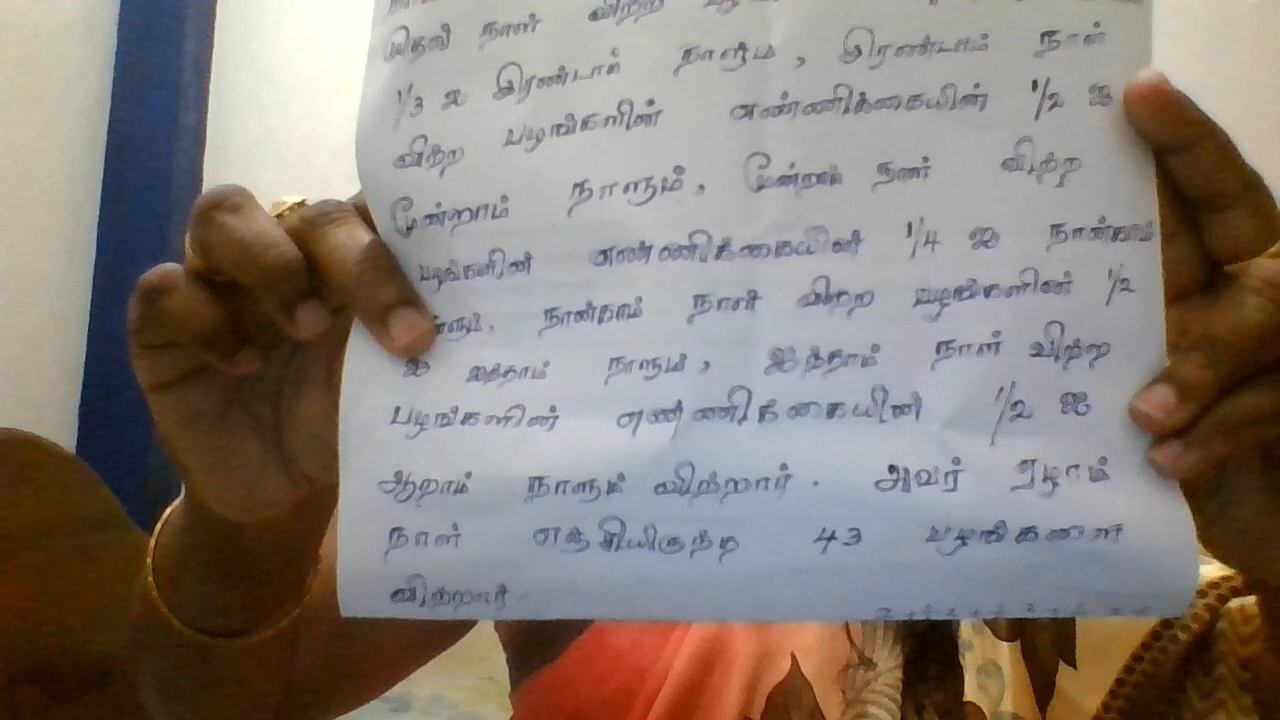 முதல் நாள் விற்ற
1/3 ஐ இரண்டாம் நாளும், இரண்டாம் நாள்
விற்ற பழங்களின் எண்ணிக்கையின் 1/2 ஐ
மூன்றாம் நாளும், மூன்றாம் நாள் விற்ற
பழங்களின் எண்ணிக்கையின் 1/4 ஐ நான்காம்
நாளும். நான்காம் நாள் விற்ற பழங்களின் 1/2
ஐ ஐந்தாம் நாளும், ஐந்தாம் நாள் விற்ற
பழங்களின் எண்ணிக்கையின் 1/2 ஐ
ஆறாம் நாளும் விற்றார். அவர் ஏழாம்
நாள் எஞ்சியிருந்த 43 பழங்களை
விற்றார்